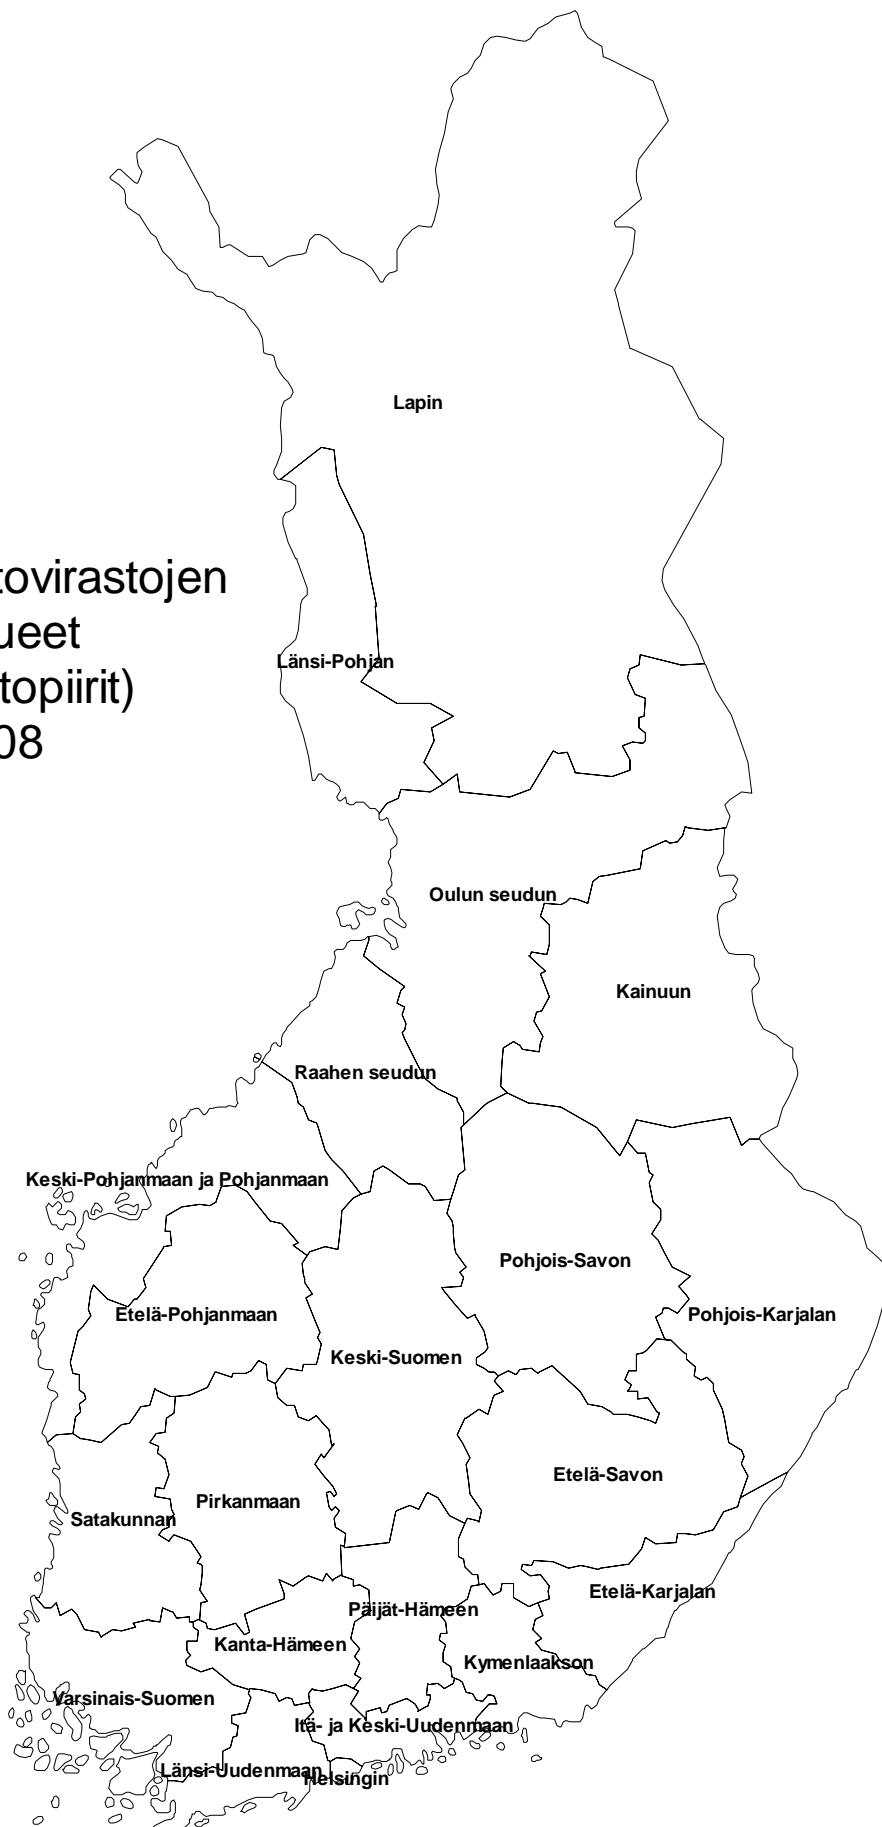 Lapin
tovirastojen
ueet
Länsi-Pohjan
topiirit)
08
Oulun seudun
Kainuun
Raahen seudun
Keski-Pohjanmaan ja Pohjanmaan
Pohjois-Savon
Etelä-Pohjanmaan
Pohjois-Karjalan
Keski-Suomen
Etelä-Savon
Pirkanmaan
Satakunnan
Etelä-Karjalan
Päijät-Hämeen
Kanta-Hämeen
Kymenlaakson
Varsinais-Suomen
Itä- ja Keski-Uudenmaan
Länsi-Uudenmaan
Helsingin